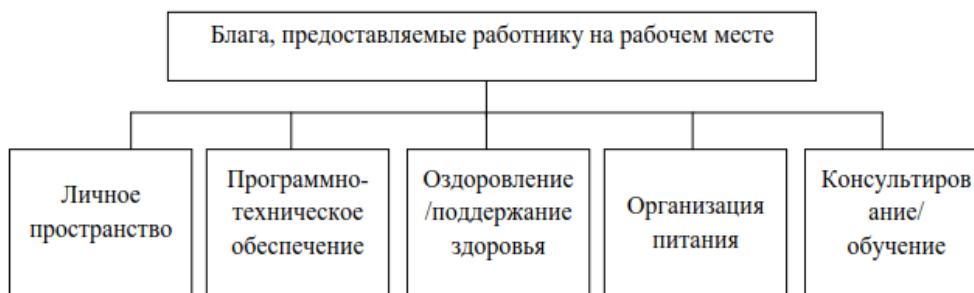 Блага, предоставляемые работнику на рабочем месте
Личное
пространство
Программно-
техническое
обеспечение
Оздоровление
/поддержание
здоровья
Организация
питания
Консультиров
ание/
обучение